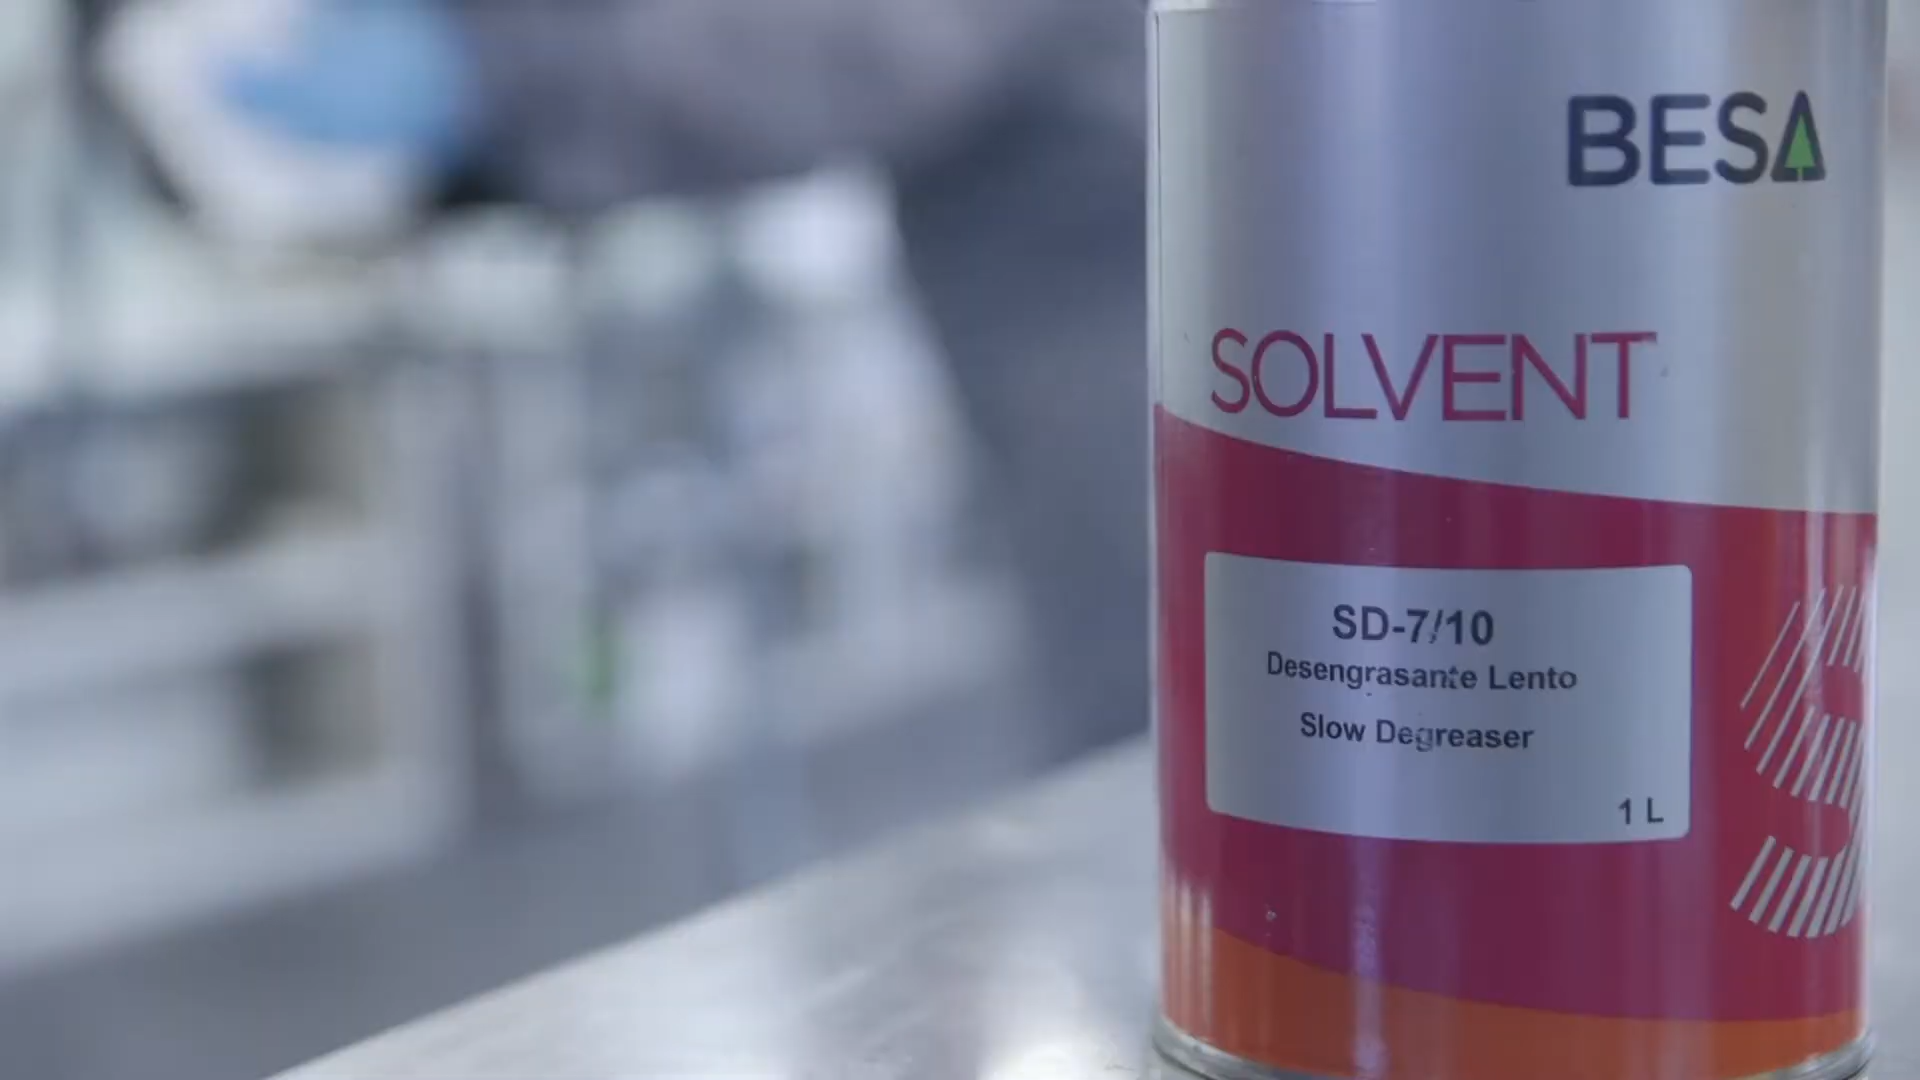 BESA
SOLVENT
SD-7/10
Desengrasante Lento
Slow Degreaser
1 L